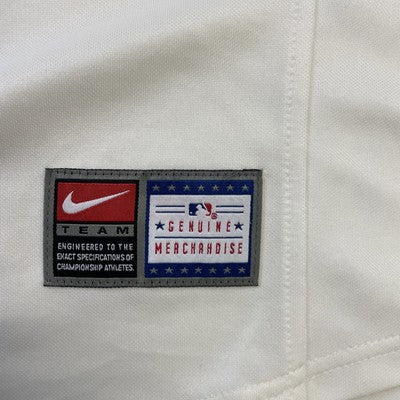 TEAM
ENGINEERED TO THE
EXACT SPECIFICATIONS OF
CHAMPIONSHIP ATHLETES.
GENUINE
MERCHANDISE